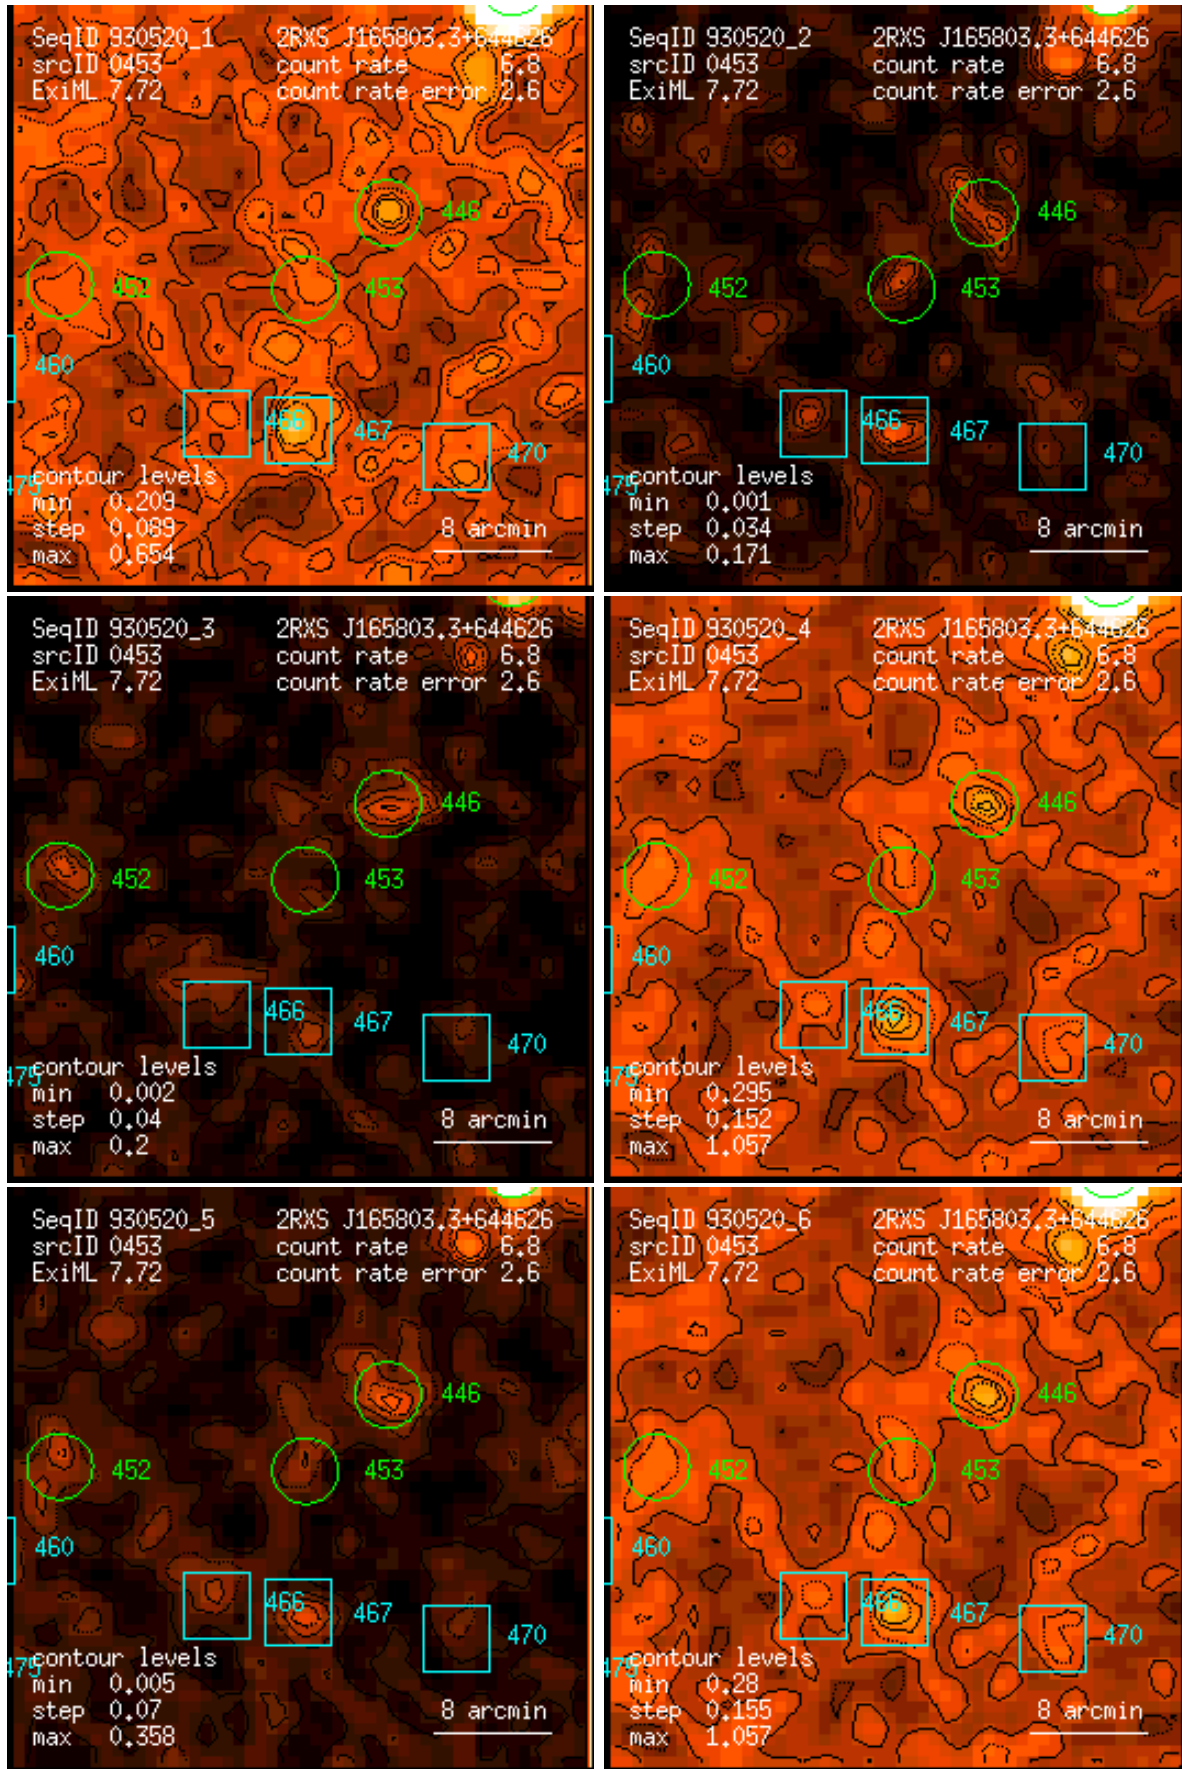 SeqID 930520_1 2RXS J165803.3+644626
srcID 0453 count rate 6.8
ExiML 7.72 count rate error 2.6
446
452 453
460
466 467
470
475
contour levels
min 0.209
step 0.089 8 arcmin
max 0.654
SeqID 930520_2 2RXS J165803.3+644626
srcID 0453 count rate 6.8
ExiML 7.72 count rate error 2.6
446
452 453
460
466 467
470
475
contour levels
min 0.001
step 0.034 8 arcmin
max 0.171
SeqID 930520_3 2RXS J165803.3+644626
srcID 0453 count rate 6.8
ExiML 7.72 count rate error 2.6
446
452 453
460
466 467
470
475
contour levels
min 0.002
step 0.04 8 arcmin
max 0.2
SeqID 930520_4 2RXS J165803.3+644626
srcID 0453 count rate 6.8
ExiML 7.72 count rate error 2.6
446
452 453
460
466 467
470
475
contour levels
min 0.295
step 0.152 8 arcmin
max 1.057
SeqID 930520_5 2RXS J165803.3+644626
srcID 0453 count rate 6.8
ExiML 7.72 count rate error 2.6
446
452 453
460
466 467
470
475
contour levels
min 0.005
step 0.07 8 arcmin
max 0.358
SeqID 930520_6 2RXS J165803.3+644626
srcID 0453 count rate 6.8
ExiML 7.72 count rate error 2.6
446
452 453
460
466 467
470
475
contour levels
min 0.28
step 0.155 8 arcmin
max 1.057